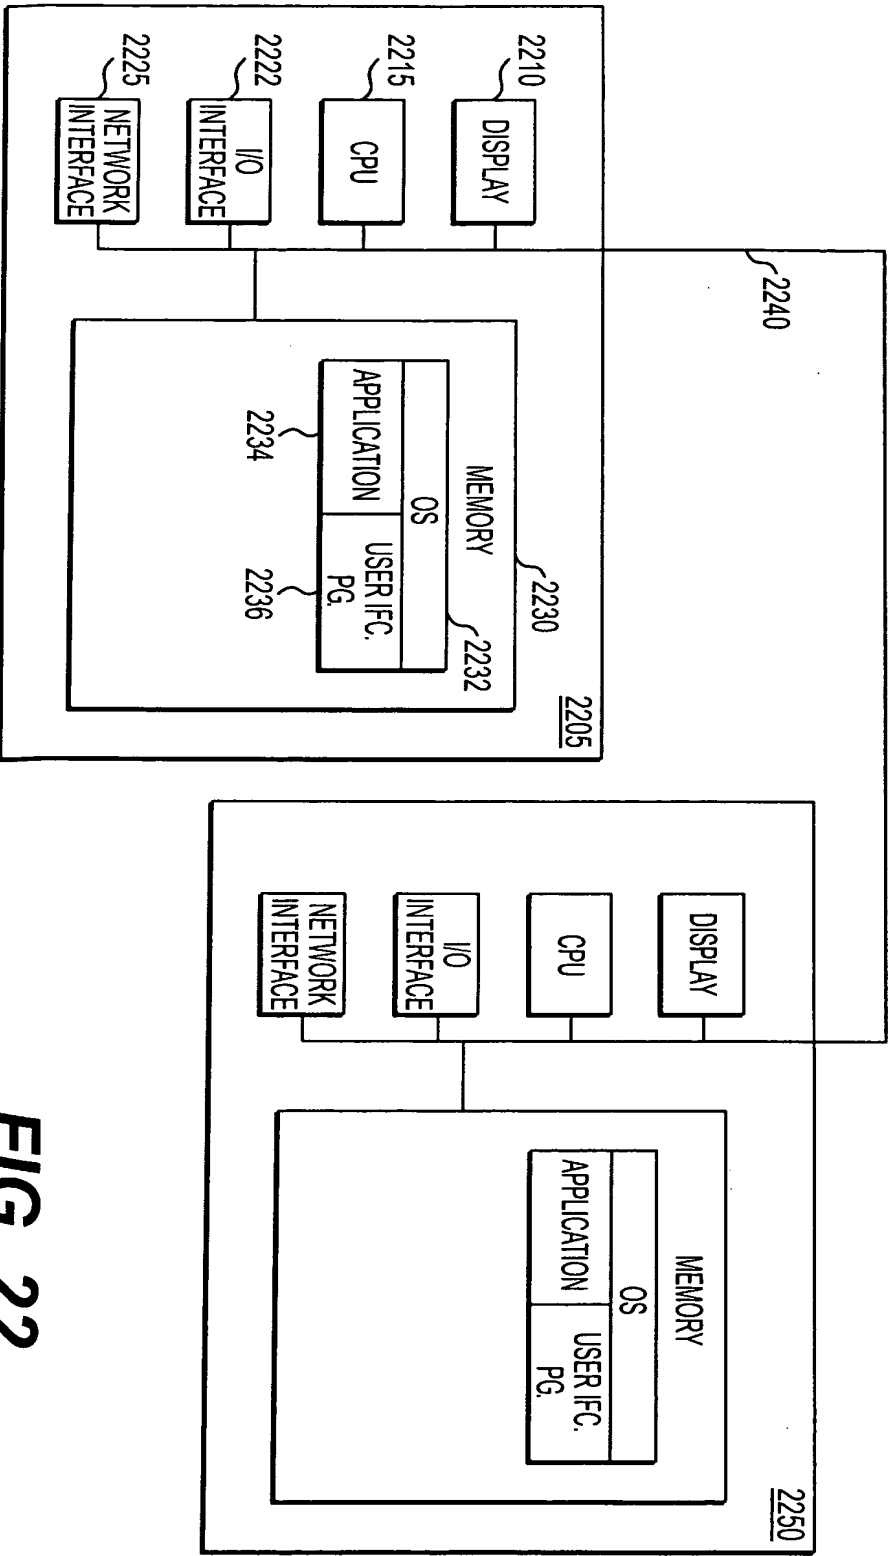 2240
2205
2210
DISPLAY
2215
CPU
2222
I/O
INTERFACE
2225
NETWORK
INTERFACE
2230
MEMORY
2232
OS
APPLICATION
USER IFC.
PG.
2234
2236
2250
DISPLAY
CPU
I/O
INTERFACE
NETWORK
INTERFACE
MEMORY
OS
APPLICATION
USER IFC.
PG.
FIG 22